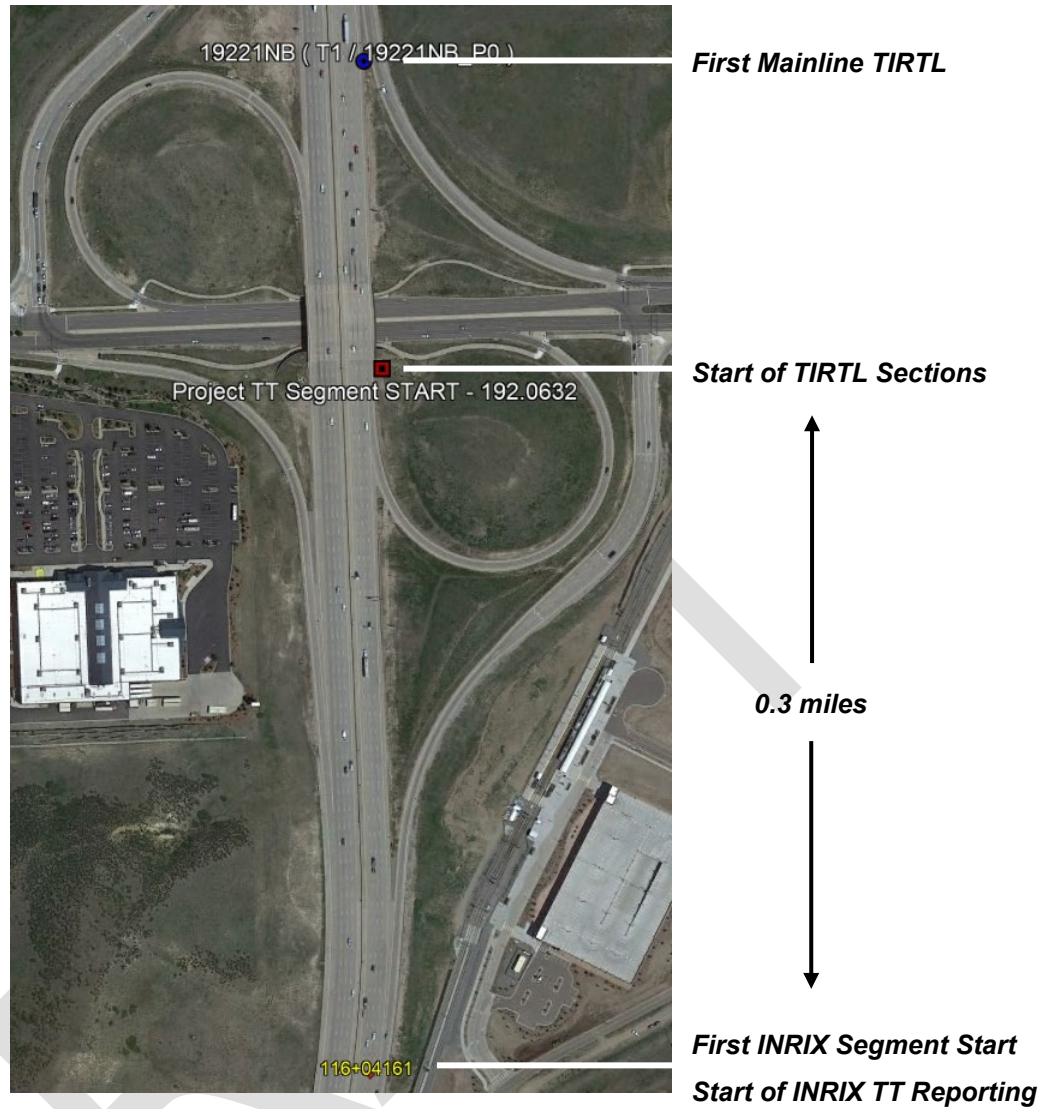 19221NB ( T1 / 19221NB_P0 )
First Mainline TIRTL
Start of TIRTL Sections
Project TT Segment START - 192.0632
0.3 miles
116+04161
First INRIX Segment Start
Start of INRIX TT Reporting